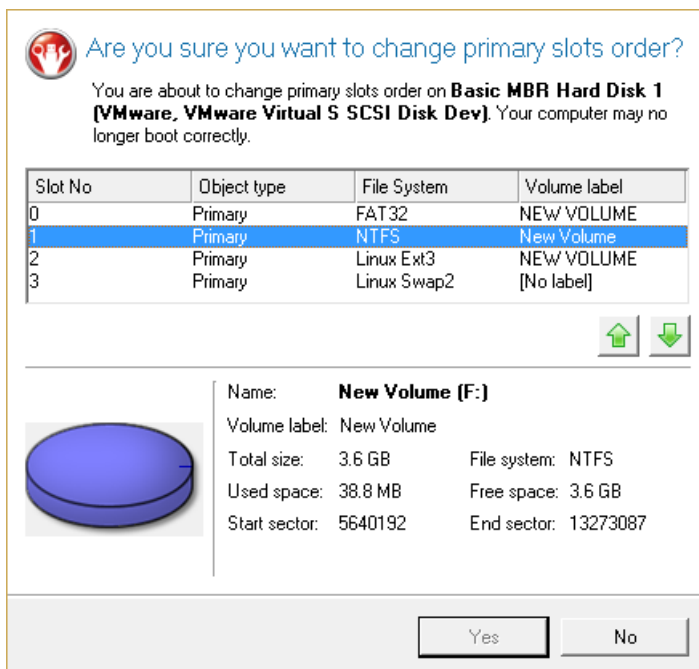 Are you sure you want to change primary slots order?
You are about to change primary slots order on Basic MBR Hard Disk 1
(VMware, VMware Virtual S SCSI Disk Dev). Your computer may no
longer boot correctly.
Slot No Object type File System Volume label
0 Primary FAT32 NEW VOLUME
1 Primary NTFS New Volume
2 Primary Linux Ext3 NEW VOLUME
3 Primary Linux Swap2 [No label]
Name: New Volume (F:)
Volume label: New Volume
Total size: 3.6 GB File system: NTFS
Used space: 38.8 MB Free space: 3.6 GB
Start sector: 5640192 End sector: 13273087
Yes No